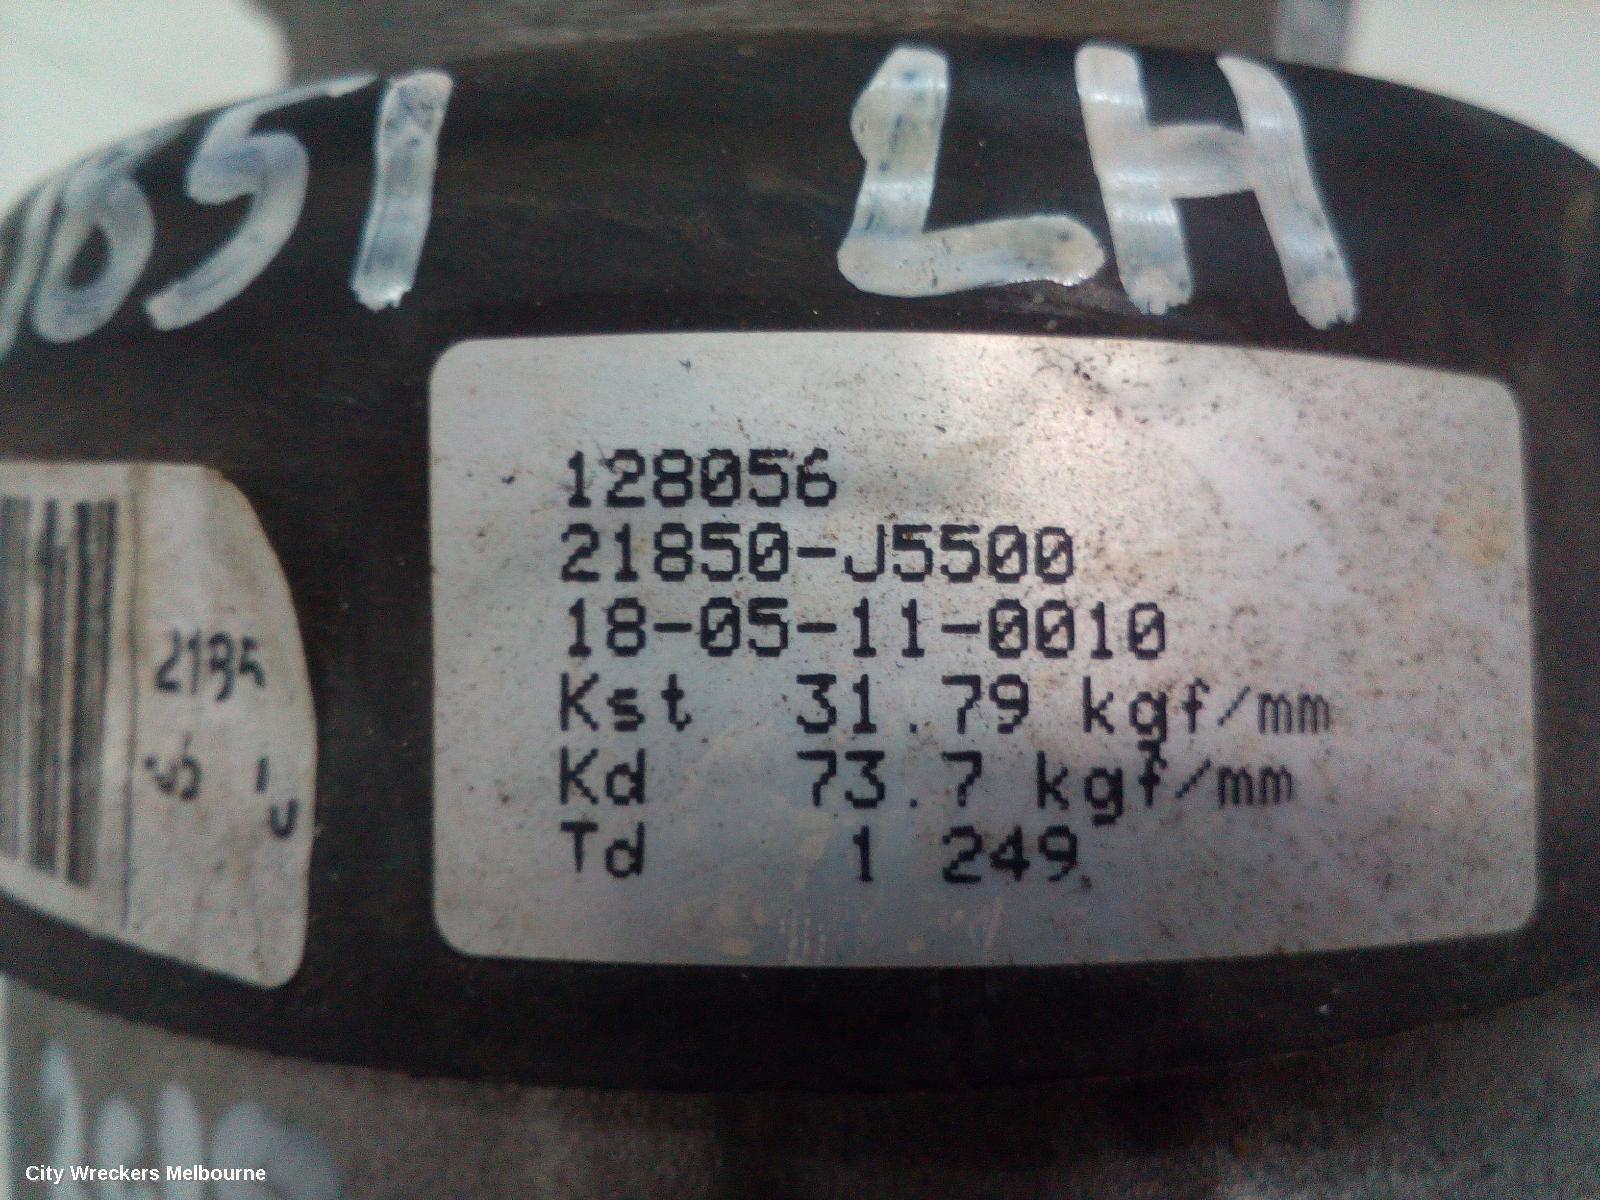 LH
128056
21850-J5500
18-05-11-0010
Kst 31.79 kgf/mm
Kd 73.7 kgf/mm
Td 1 249
City Wreckers Melbourne